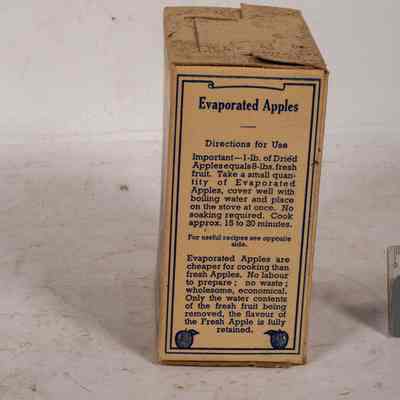 Evaporated Apples
Directions for Use
Important—1-lb. of Dried
Apples equals 8-lbs. fresh
fruit. Take a small quan-
tity of Evaporated
Apples, cover well with
boiling water and place
on the stove at once. No
soaking required. Cook
approx. 15 to 20 minutes.
For useful recipes see opposite
side.
Evaporated Apples are
cheaper for cooking than
fresh Apples. No labour
to prepare; no waste;
wholesome, economical.
Only the water contents
of the fresh fruit being
removed, the flavour of
the Fresh Apple is fully
retained.